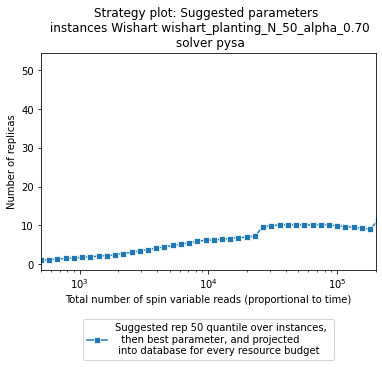 Strategy plot: Suggested parameters
instances Wishart wishart_planting_N_50_alpha_0.70
solver pysa
50
40
30
20
10
0
Number of replicas
10³
10⁴
10⁵
Total number of spin variable reads (proportional to time)
Suggested rep 50 quantile over instances,
then best parameter, and projected
into database for every resource budget